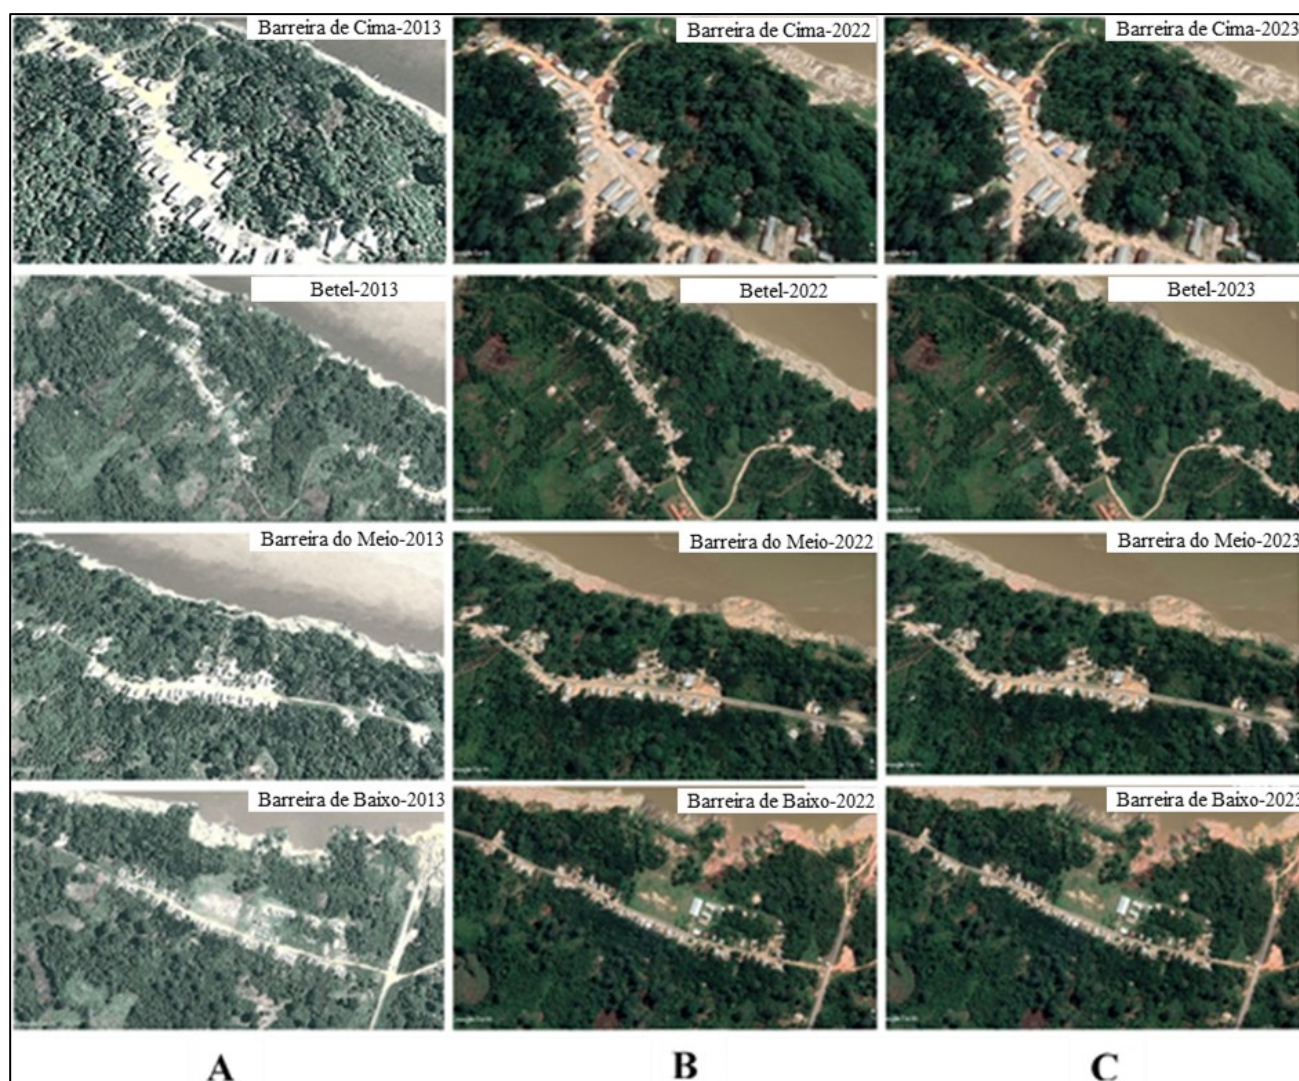 Barreira de Cima-2013
Barreira de Cima-2022
Barreira de Cima-2023
Betel-2013
Betel-2022
Betel-2023
Barreira do Meio-2013
Barreira do Meio-2022
Barreira do Meio-2023
Barreira de Baixo-2013
Barreira de Baixo-2022
Barreira de Baixo-2023
A
B
C